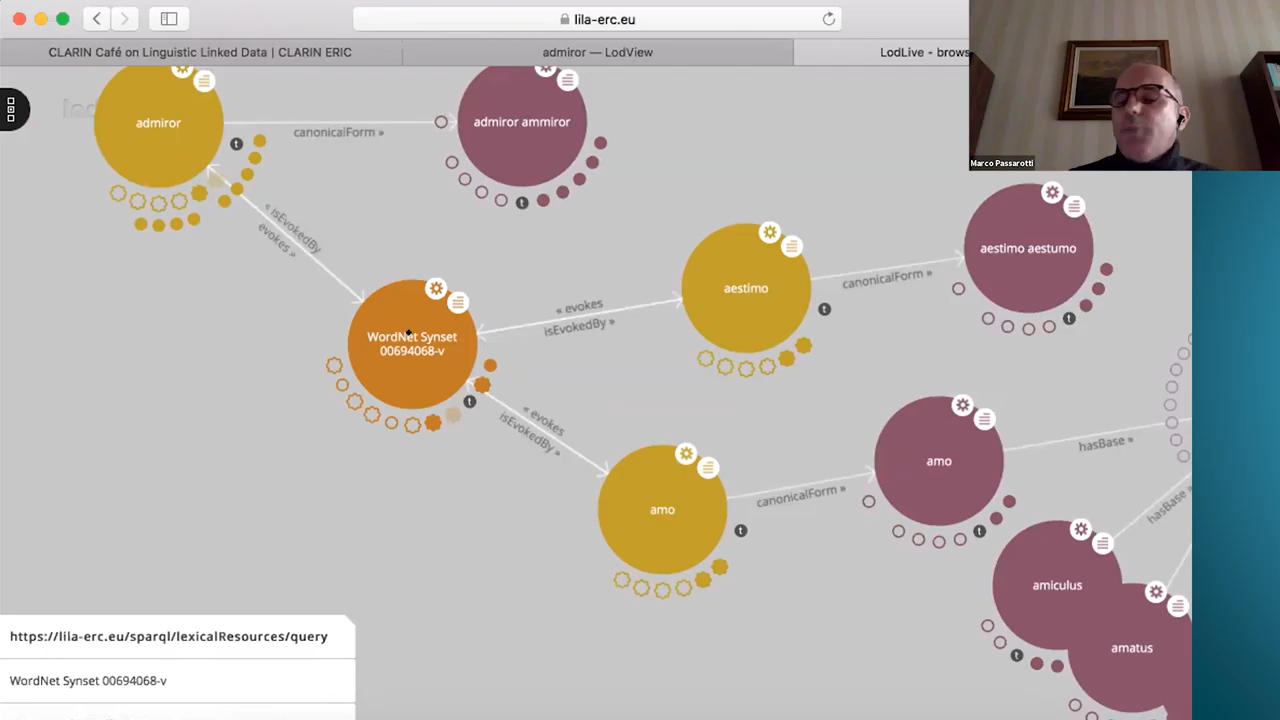 lila-erc.eu
CLARIN Café on Linguistic Linked Data | CLARIN ERIC
admiror — LodView
LodLive - brows
Marco Passarotti
admiror
canonicalForm »
admiror ammiror
t
t
« isEvokedBy
evokes »
WordNet Synset
00694068-v
t
« evokes
isEvokedBy »
aestimo
t
canonicalForm »
aestimo aestumo
t
« evokes
isEvokedBy »
amo
t
canonicalForm »
amo
t
hasBase »
hasBase »
amiculus
t
amatus
https://lila-erc.eu/sparql/lexicalResources/query
WordNet Synset 00694068-v